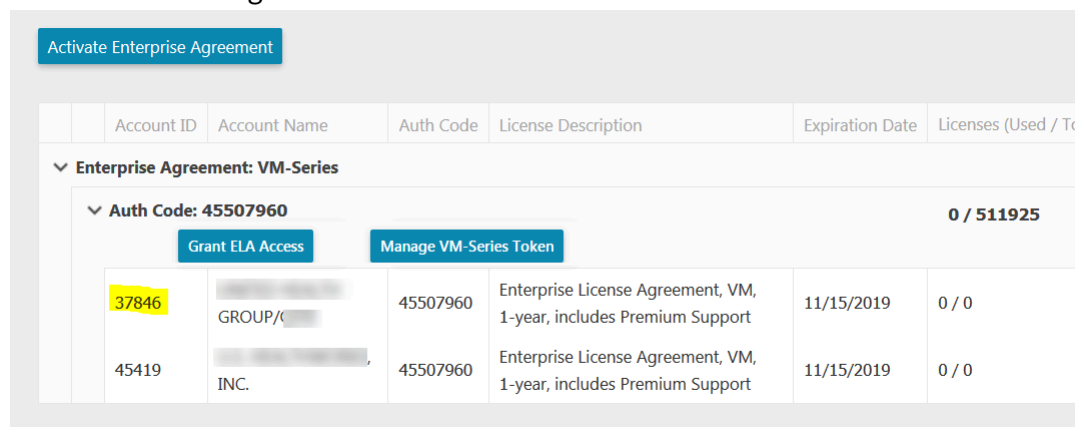 Activate Enterprise Agreement
Account ID Account Name Auth Code License Description Expiration Date Licenses (Used /
Enterprise Agreement: VM-Series
Auth Code: 45507960 0 / 511925
Grant ELA Access Manage VM-Series Token
37846 GROUP/ 45507960 Enterprise License Agreement, VM, 11/15/2019 0 / 0
1-year, includes Premium Support
45419 , INC. 45507960 Enterprise License Agreement, VM, 11/15/2019 0 / 0
1-year, includes Premium Support